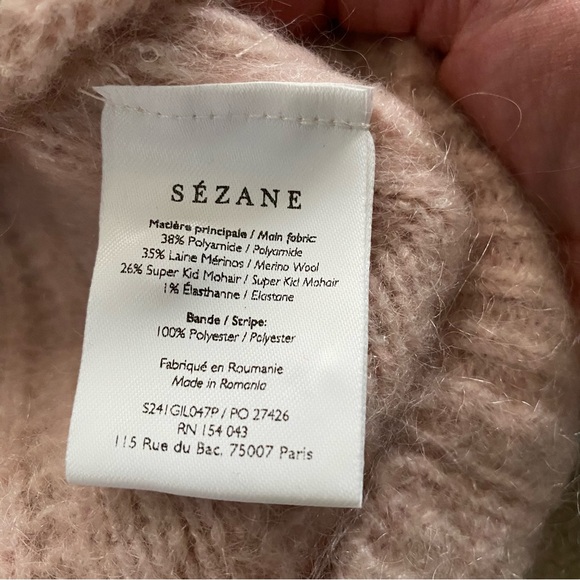 SÉZANE
Matière principale / Main fabric:
38% Polyamide / Polyamide
35% Laine Mérinos / Merino Wool
26% Super Kid Mohair / Super Kid Mohair
1% Élasthanne / Elastane
Bande / Stripe:
100% Polyester / Polyester
Fabriqué en Roumanie
Made in Romania
S241GIL047P / PO 27426
RN 154 043
115 Rue du Bac, 75007 Paris